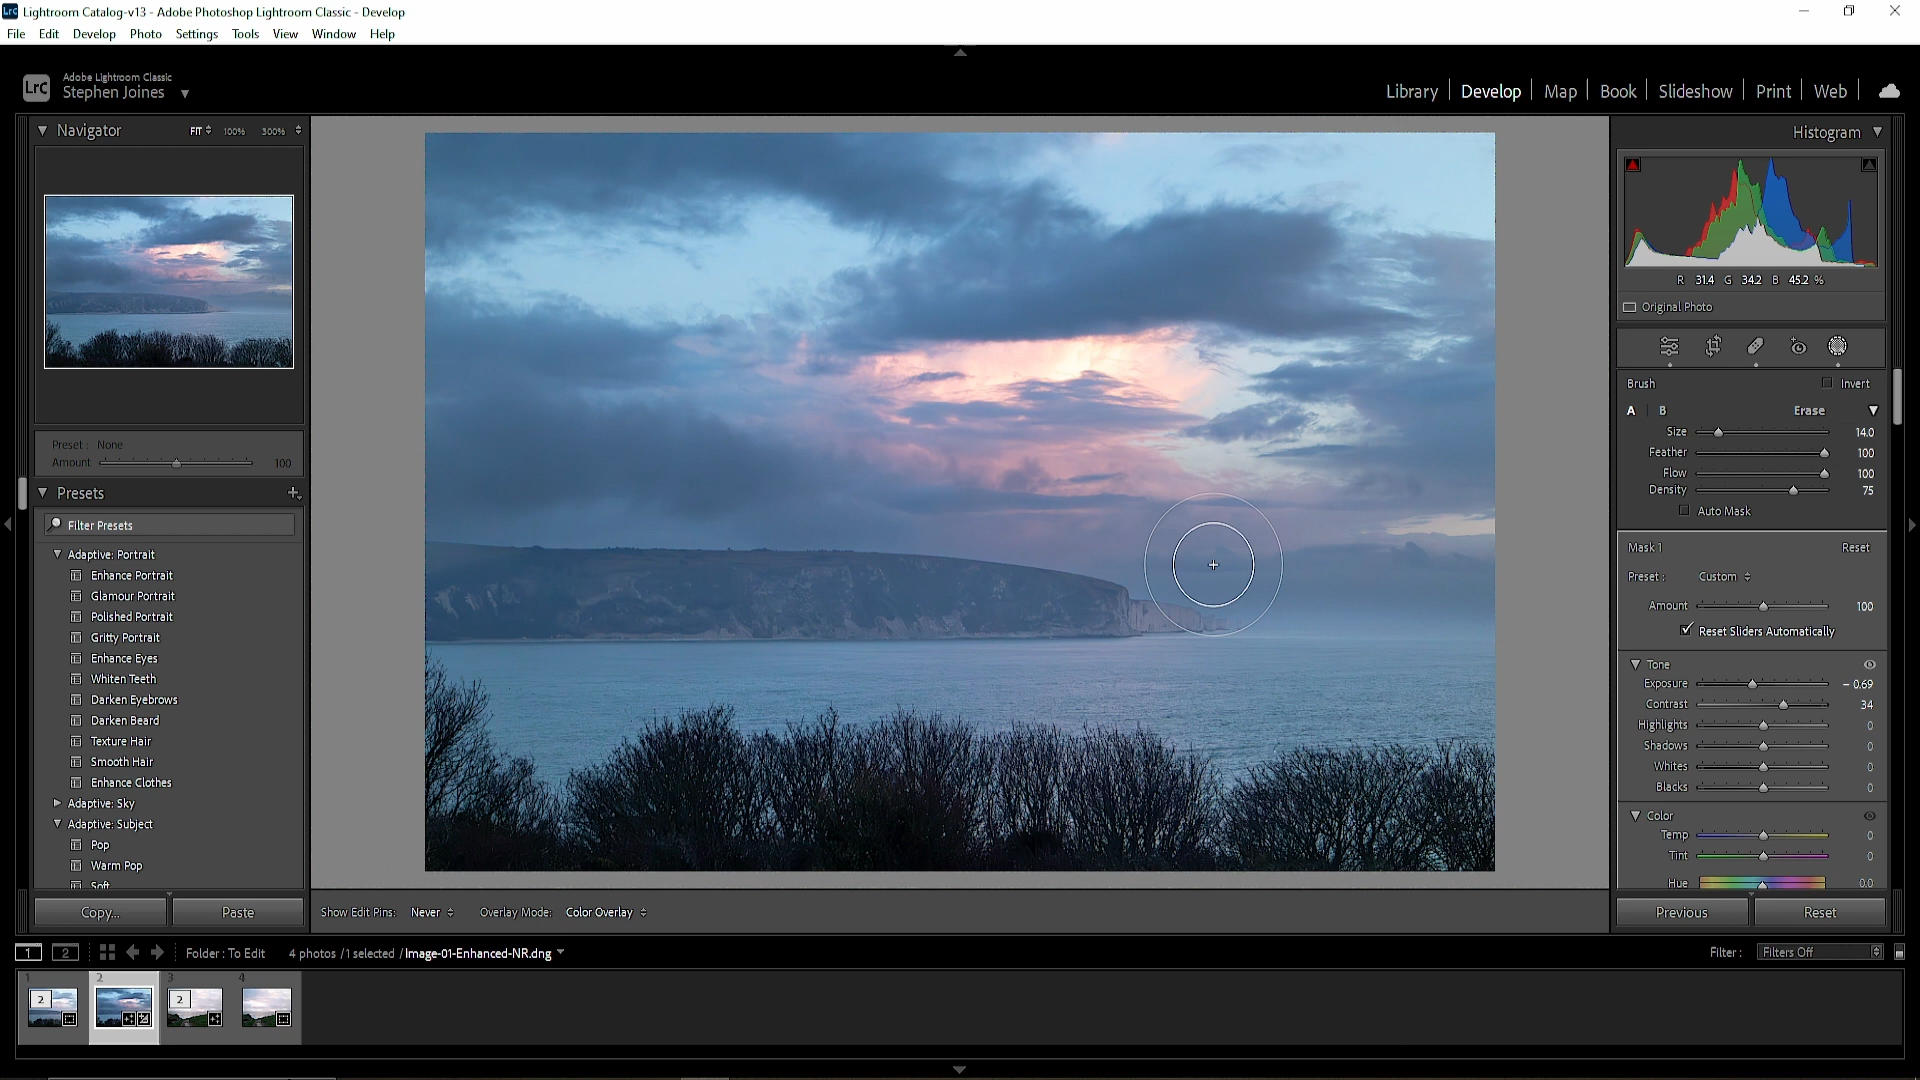 Lrc Lightroom Catalog-v13 - Adobe Photoshop Lightroom Classic - Develop
File Edit Develop Photo Settings Tools View Window Help
LrC Adobe Lightroom Classic
Stephen Joines
Library Develop Map Book Slideshow Print Web
Navigator FIT 100% 300%
Histogram
R 31.4 G 34.2 B 45.2 %
Original Photo
Preset : None
Amount 100
Presets
Filter Presets
Adaptive: Portrait
Enhance Portrait
Glamour Portrait
Polished Portrait
Gritty Portrait
Enhance Eyes
Whiten Teeth
Darken Eyebrows
Darken Beard
Texture Hair
Smooth Hair
Enhance Clothes
Adaptive: Sky
Adaptive: Subject
Pop
Warm Pop
Soft
Copy... Paste
Brush Invert
A B Erase
Size 14.0
Feather 100
Flow 100
Density 75
Auto Mask
Mask 1 Reset
Preset : Custom
Amount 100
Reset Sliders Automatically
Tone
Exposure - 0.69
Contrast 34
Highlights 0
Shadows 0
Whites 0
Blacks 0
Color
Temp 0
Tint 0
Hue 0.0
Previous Reset
Show Edit Pins: Never Overlay Mode: Color Overlay
1 2 Folder : To Edit 4 photos / 1 selected / Image-01-Enhanced-NR.dng Filter : Filters Off
1 2 3 4
2 2